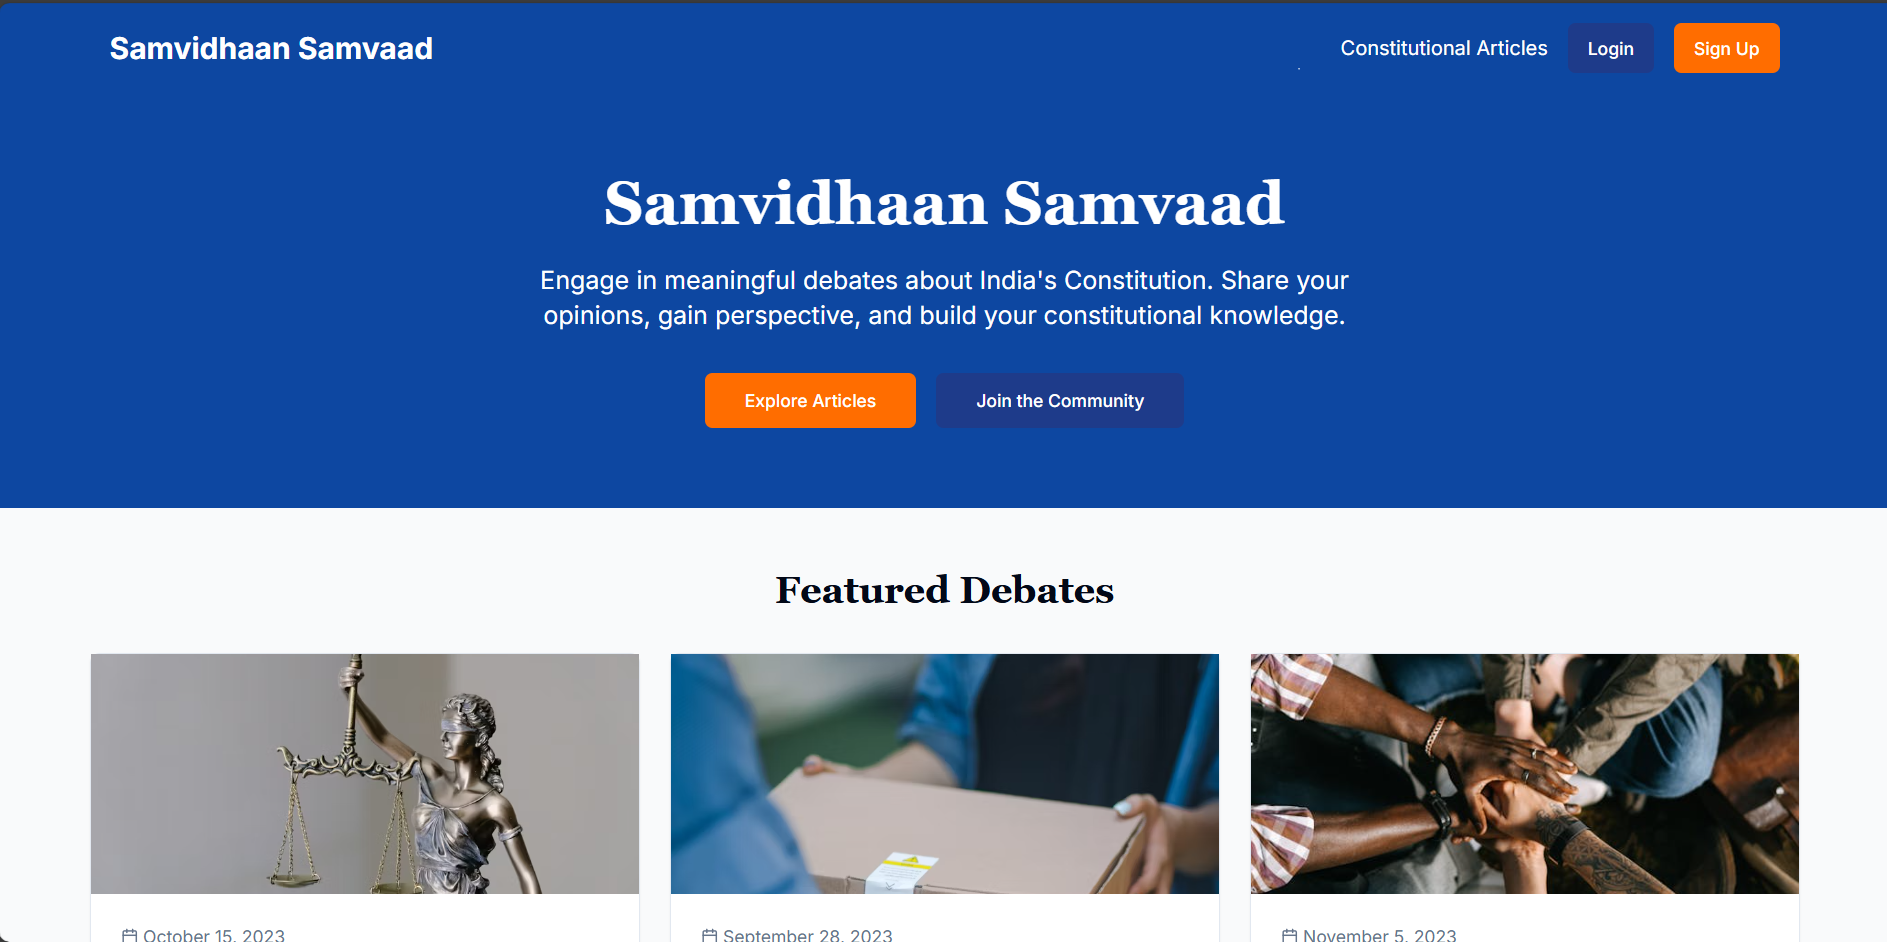 Samvidhaan Samvaad
Constitutional Articles
Login
Sign Up
Samvidhaan Samvaad
Engage in meaningful debates about India's Constitution. Share your
opinions, gain perspective, and build your constitutional knowledge.
Explore Articles
Join the Community
Featured Debates
October 15, 2023
September 28, 2023
November 5, 2023